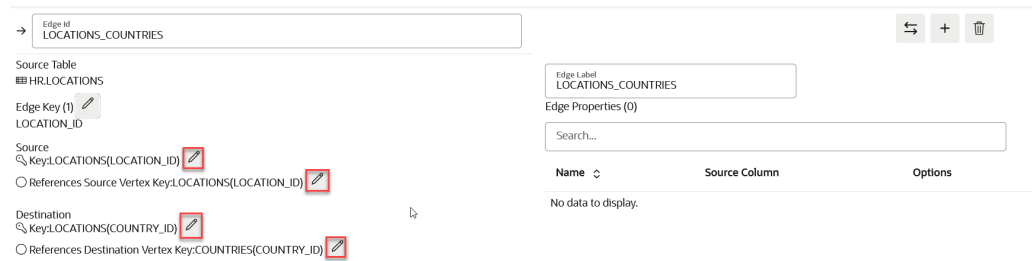 Edge Id
LOCATIONS_COUNTRIES
Source Table
HR.LOCATIONS
Edge Key (1)
LOCATION_ID
Source
Key:LOCATIONS(LOCATION_ID)
References Source Vertex Key:LOCATIONS(LOCATION_ID)
Destination
Key:LOCATIONS(COUNTRY_ID)
References Destination Vertex Key:COUNTRIES(COUNTRY_ID)
Edge Label
LOCATIONS_COUNTRIES
Edge Properties (0)
Search...
Name Source Column Options
No data to display.